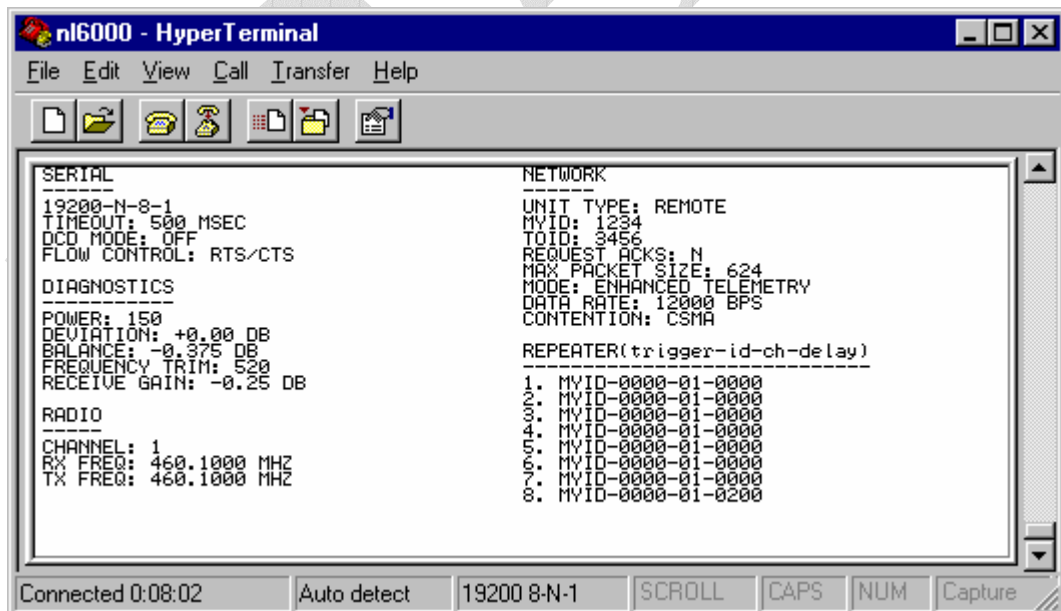 nl6000 - HyperTerminal
File Edit View Call Transfer Help
SERIAL
------
19200-N-8-1
TIMEOUT: 500 MSEC
DCD MODE: OFF
FLOW CONTROL: RTS/CTS
DIAGNOSTICS
-----------
POWER: 150
DEVIATION: +0.00 DB
BALANCE: -0.375 DB
FREQUENCY TRIM: 520
RECEIVE GAIN: -0.25 DB
RADIO
-----
CHANNEL: 1
RX FREQ: 460.1000 MHZ
TX FREQ: 460.1000 MHZ
NETWORK
------
UNIT TYPE: REMOTE
MYID: 1234
TOID: 3456
REQUEST ACKS: N
MAX PACKET SIZE: 624
MODE: ENHANCED TELEMETRY
DATA RATE: 12000 BPS
CONTENTION: CSMA
REPEATER(trigger-id-ch-delay)
-----------------------------
1. MYID-0000-01-0000
2. MYID-0000-01-0000
3. MYID-0000-01-0000
4. MYID-0000-01-0000
5. MYID-0000-01-0000
6. MYID-0000-01-0000
7. MYID-0000-01-0000
8. MYID-0000-01-0200
Connected 0:08:02
Auto detect
19200 8-N-1
SCROLL
CAPS
NUM
Capture